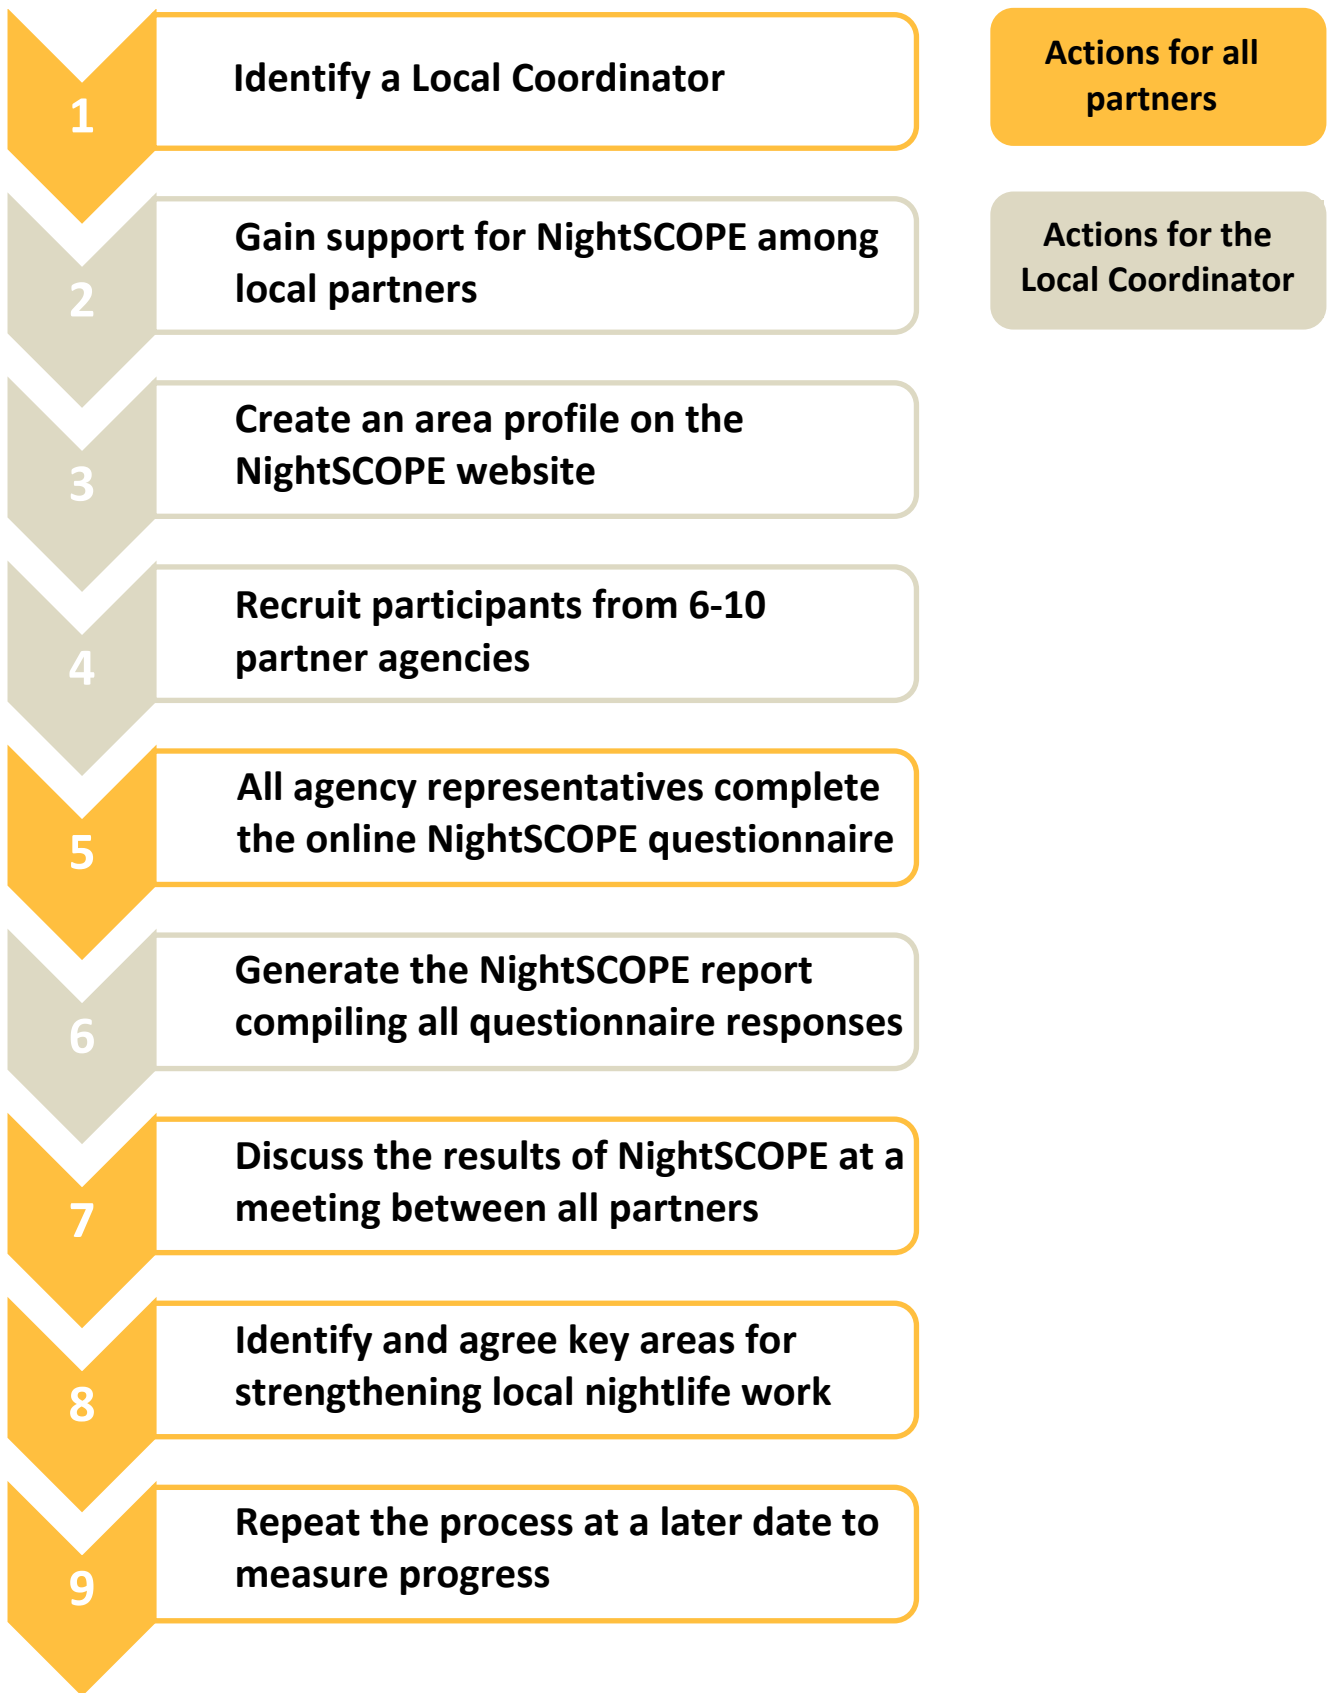 1
Identify a Local Coordinator
Actions for all
partners
2
Gain support for NightSCOPE among
local partners
Actions for the
Local Coordinator
3
Create an area profile on the
NightSCOPE website
4
Recruit participants from 6-10
partner agencies
5
All agency representatives complete
the online NightSCOPE questionnaire
6
Generate the NightSCOPE report
compiling all questionnaire responses
7
Discuss the results of NightSCOPE at a
meeting between all partners
8
Identify and agree key areas for
strengthening local nightlife work
9
Repeat the process at a later date to
measure progress